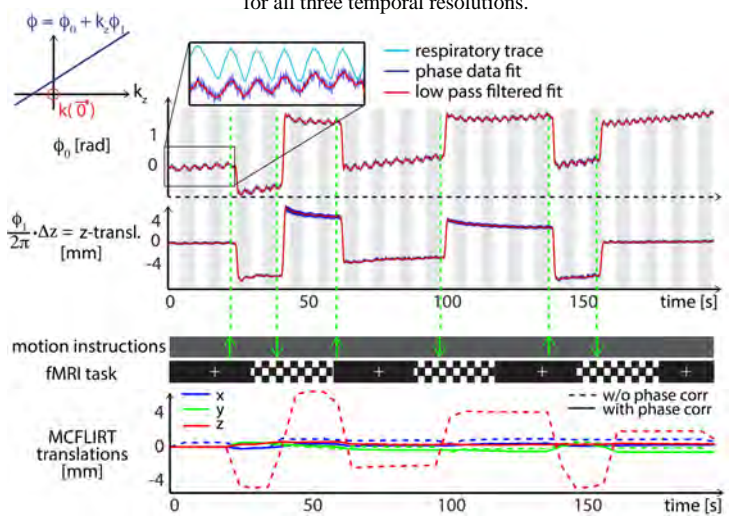 for all three temporal resolutions.
ϕ = ϕ₀ + k_zϕ₁
k_z
k(0⃗)
respiratory trace
phase data fit
low pass filtered fit
ϕ₀ [rad]
1
0
ϕ₁/2π ·Δz = z-transl.
[mm]
4
0
-4
0 50 100 150 time [s]
motion instructions
fMRI task
x
y
z
w/o phase corr
with phase corr
MCFLIRT
translations
[mm]
4
0
-4
0 50 100 150 time [s]